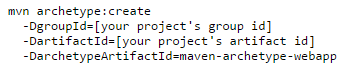 mvn archetype:create
  -DgroupId=[your project's group id]
  -DartifactId=[your project's artifact id]
  -DarchetypeArtifactId=maven-archetype-webapp